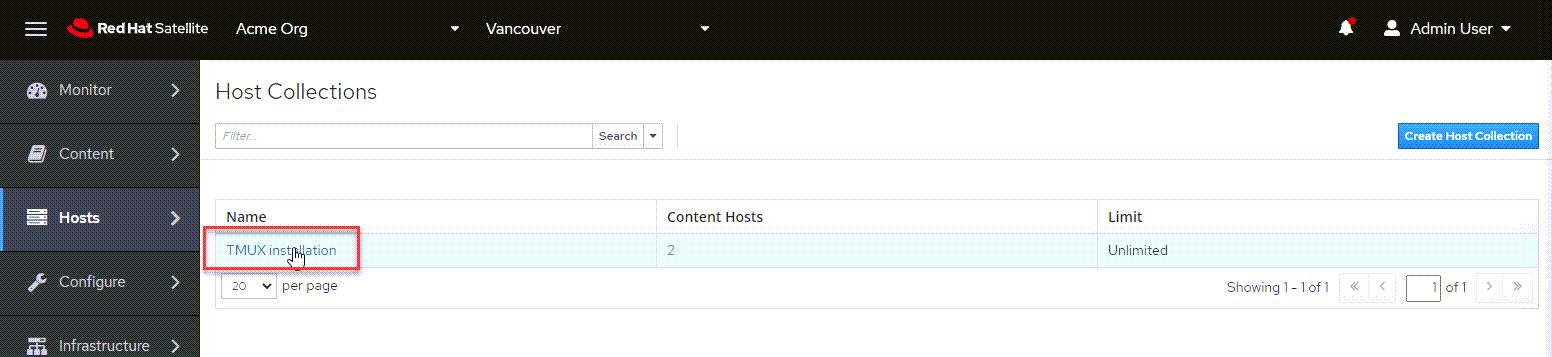 Red Hat Satellite Acme Org Vancouver Admin User
Monitor
Content
Hosts
Configure
Infrastructure
Host Collections
Filter... Search Create Host Collection
Name Content Hosts Limit
TMUX installation 2 Unlimited
20 per page Showing 1 - 1 of 1 « ‹ 1 of 1 › »